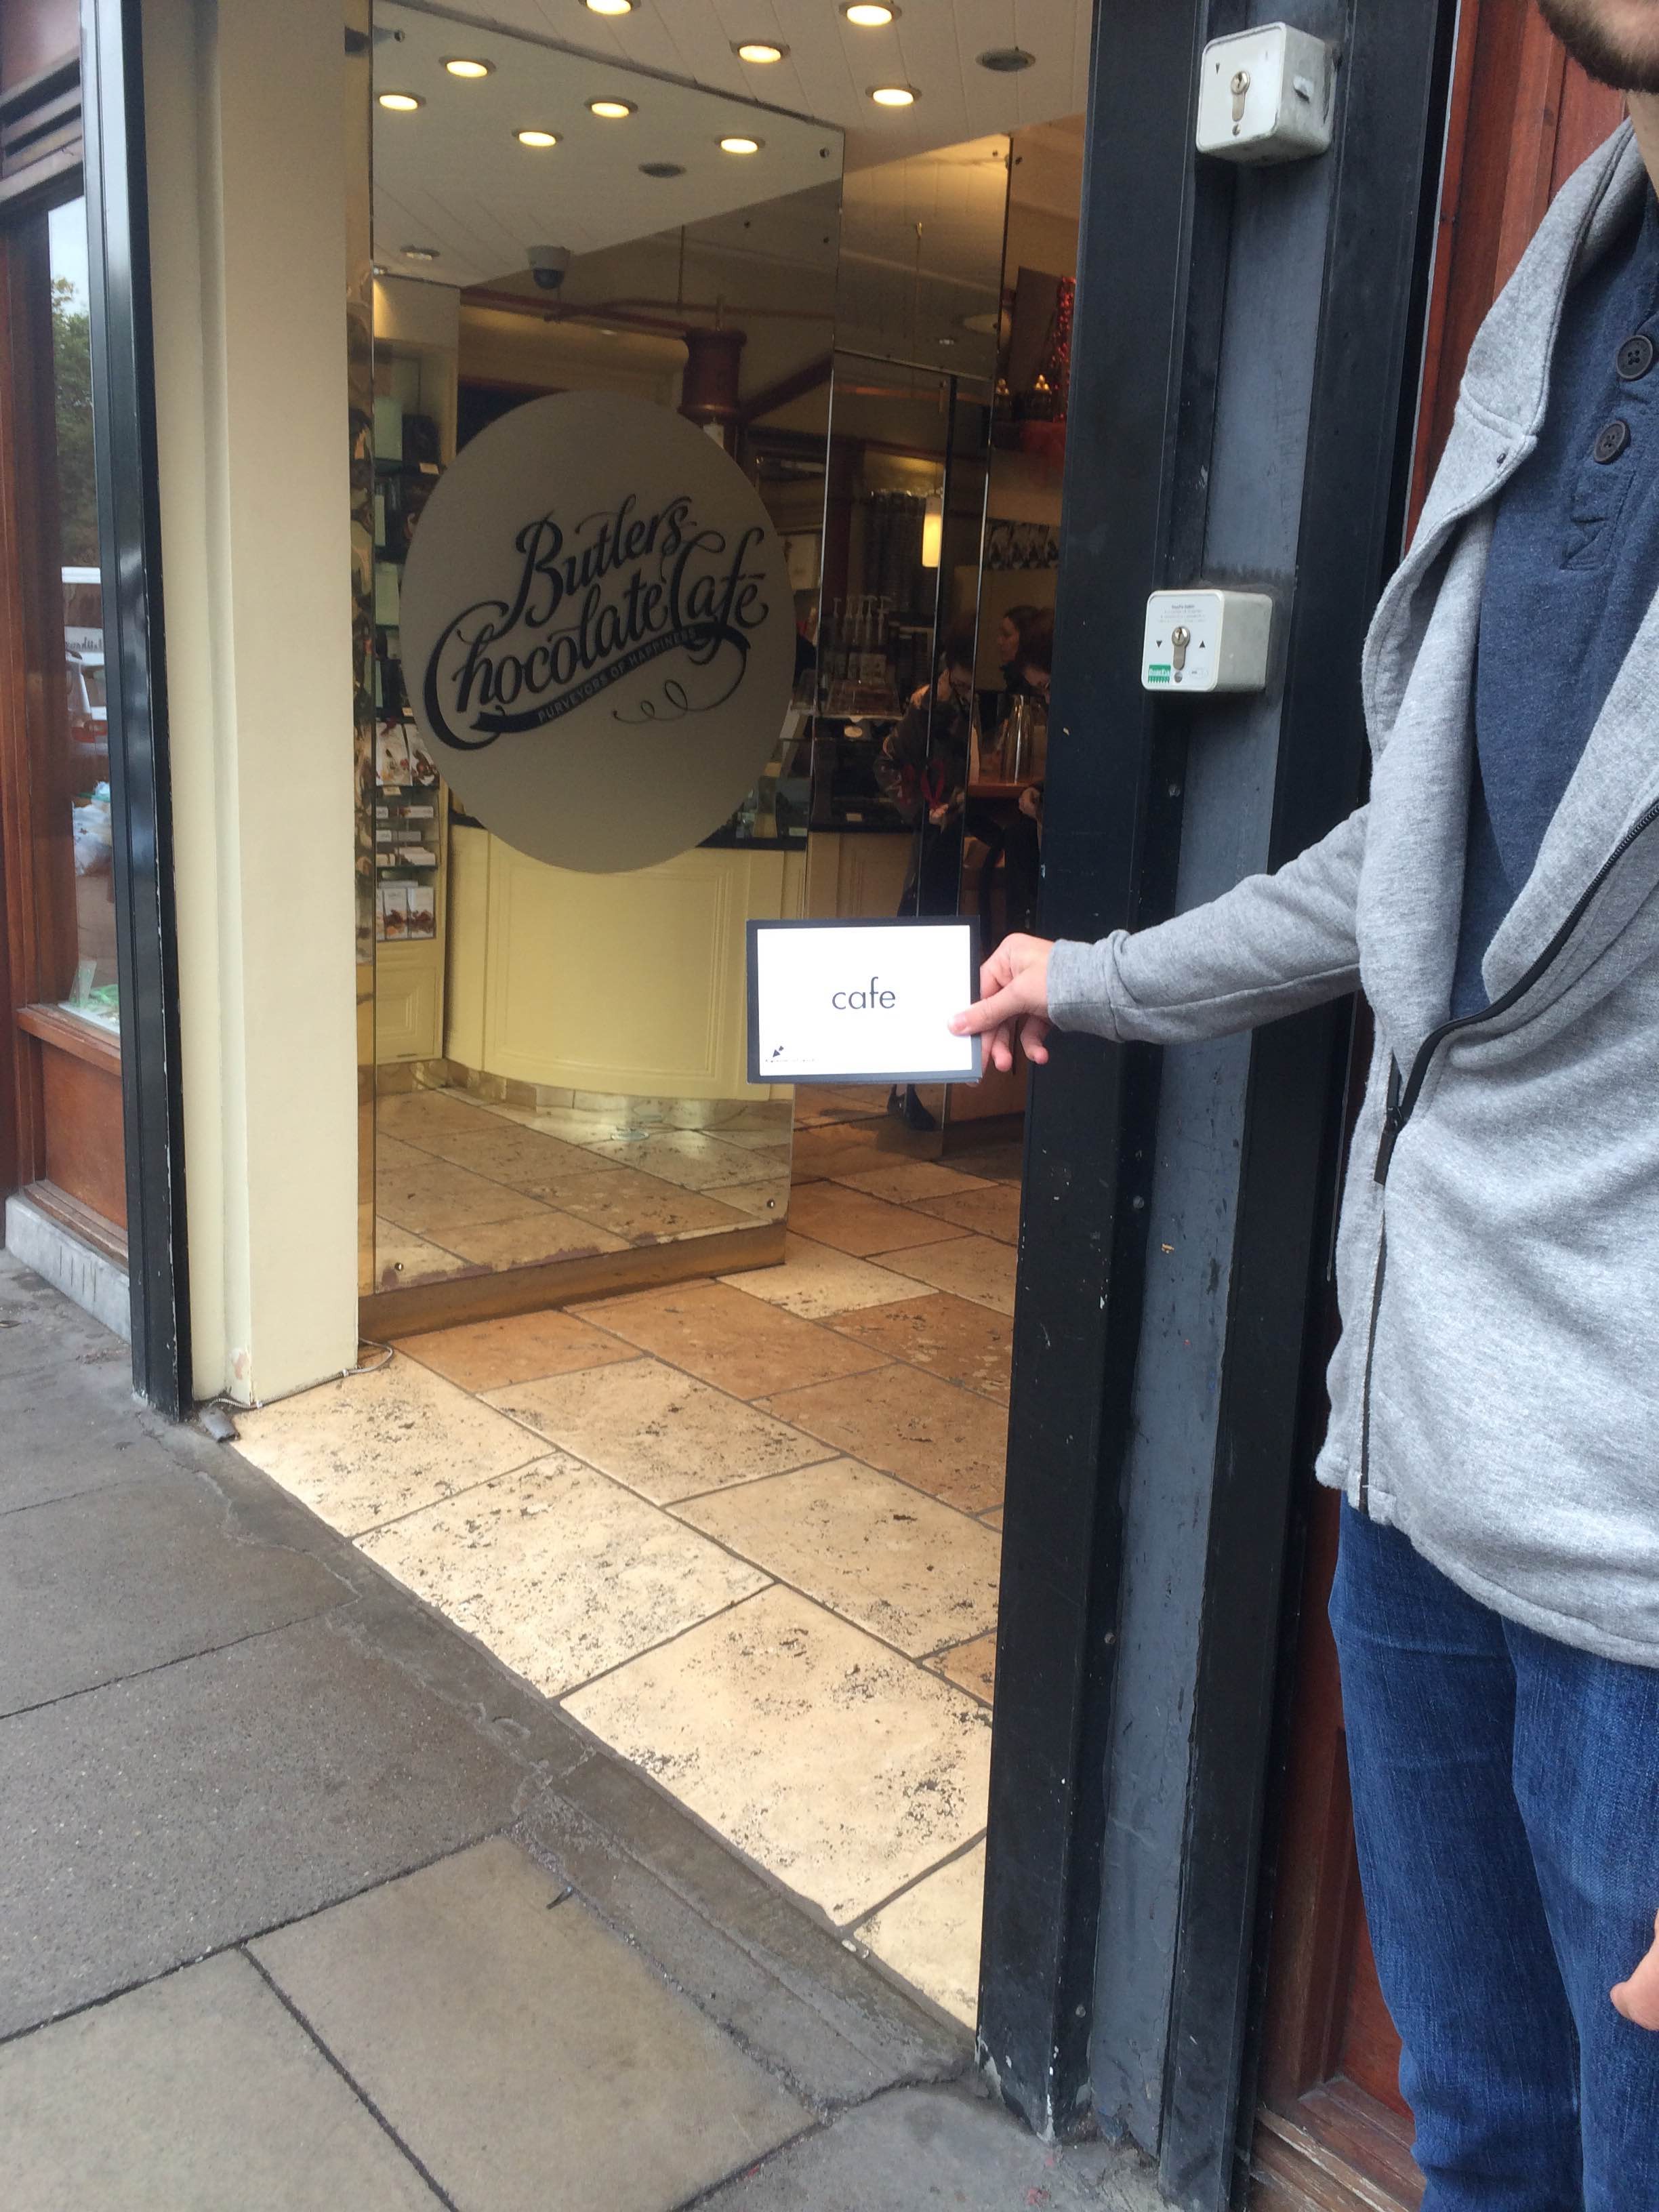 Butlers
Chocolate Café
PURVEYORS OF HAPPINESS
cafe